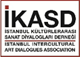 İKASD
İSTANBUL KÜLTÜRLERARASI
SANAT DİYALOGLARI DERNEĞİ
ISTANBUL INTERCULTURAL
ART DIALOGUES ASSOCIATION